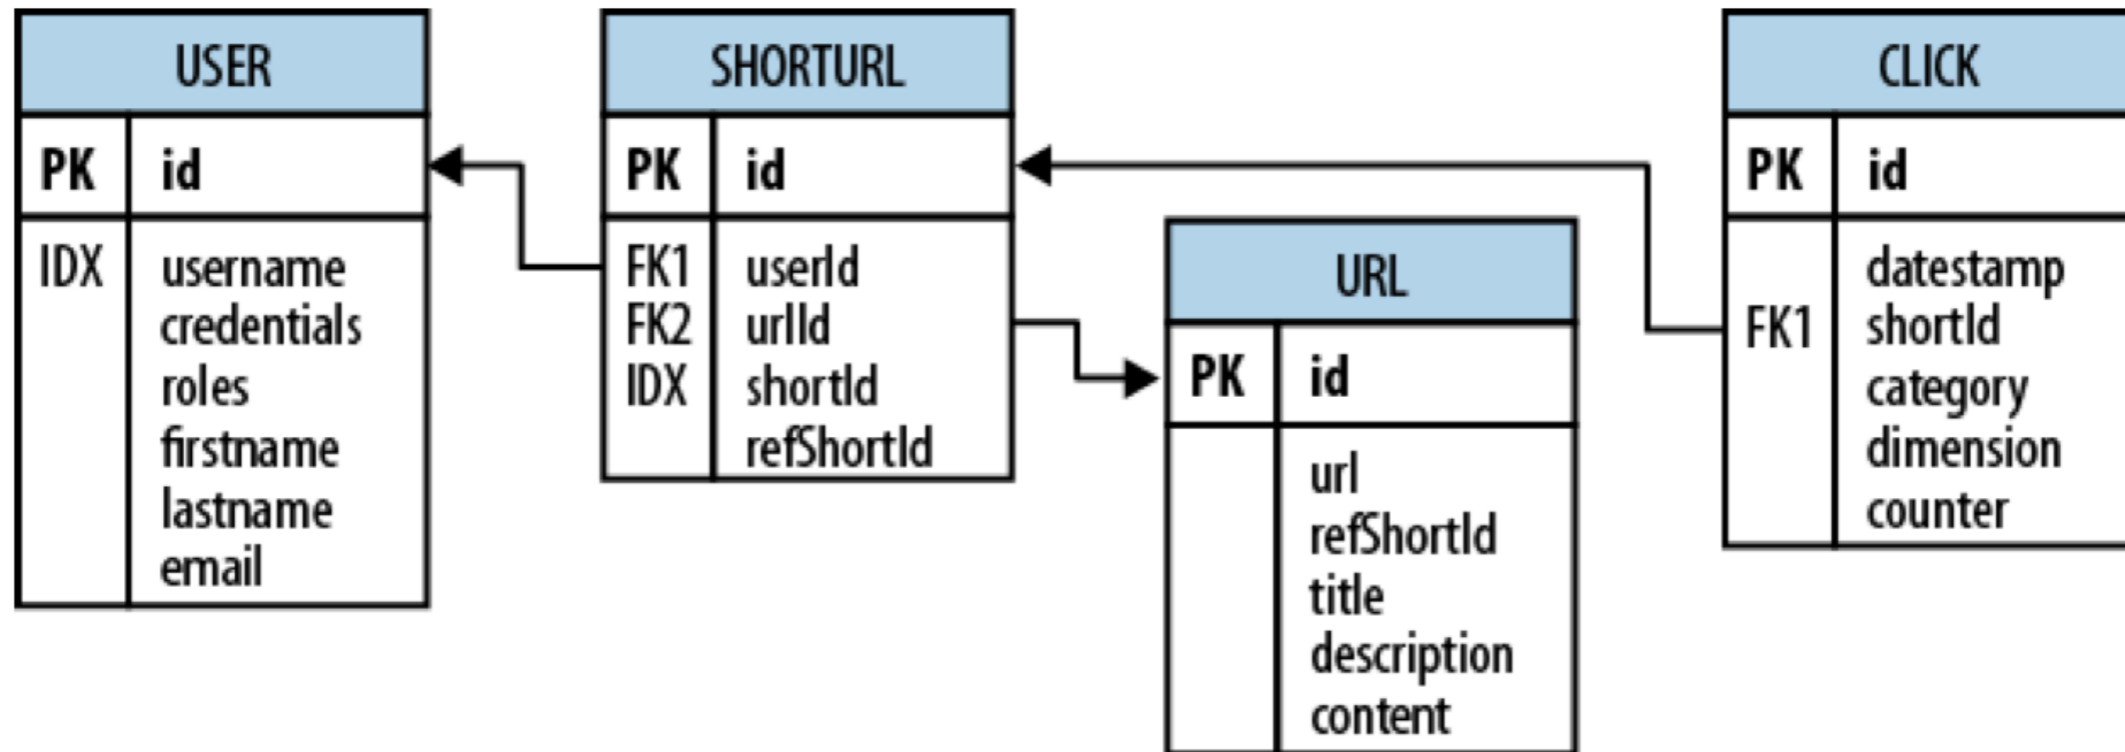 USER
PK id
IDX username
credentials
roles
firstname
lastname
email
SHORTURL
PK id
FK1 userId
FK2 urlId
IDX shortId
refShortId
URL
PK id
url
refShortId
title
description
content
CLICK
PK id
datestamp
FK1 shortId
category
dimension
counter